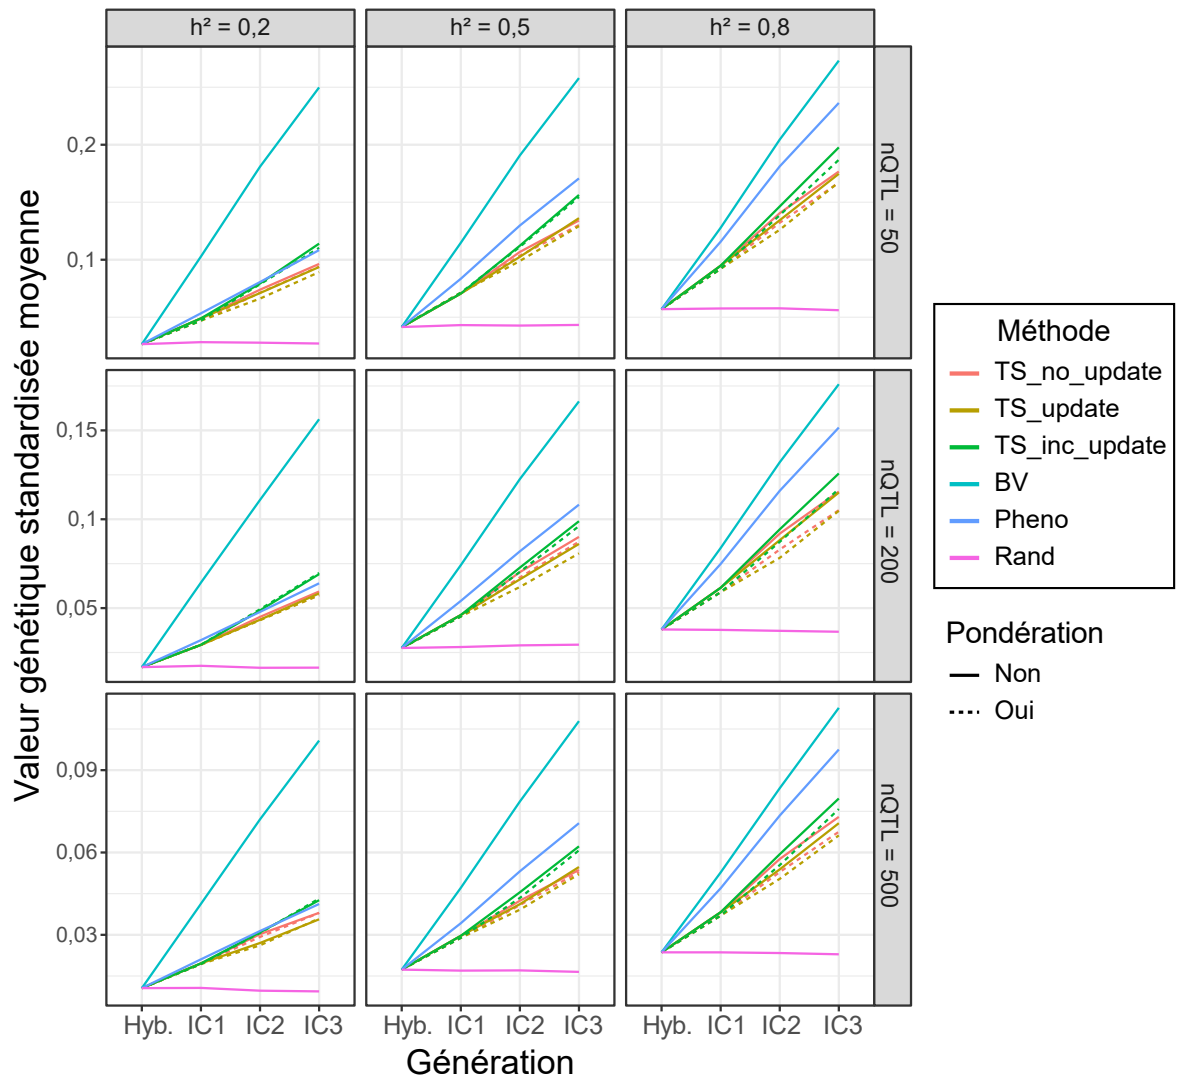 h² = 0,2
h² = 0,5
h² = 0,8
Valeur génétique standardisée moyenne
0,2
0,1
nQTL = 50
0,15
0,1
0,05
nQTL = 200
0,09
0,06
0,03
nQTL = 500
Hyb. IC1 IC2 IC3
Hyb. IC1 IC2 IC3
Hyb. IC1 IC2 IC3
Génération
Méthode
TS_no_update
TS_update
TS_inc_update
BV
Pheno
Rand
Pondération
Non
Oui